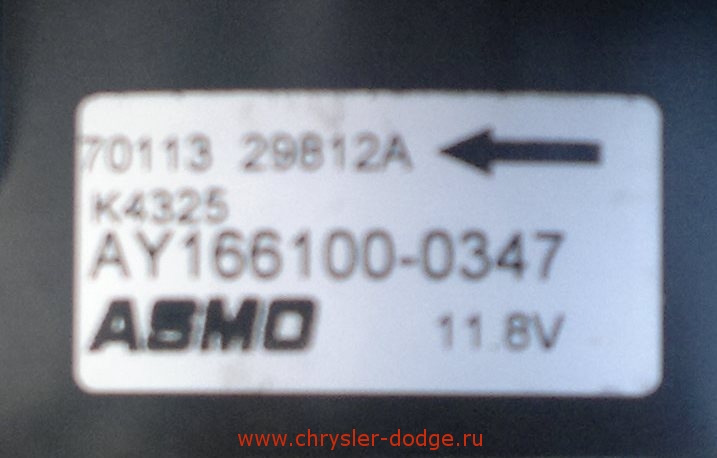 70113 29812A
K4325
AY166100-0347
ASMO 11.8V
www.chrysler-dodge.ru